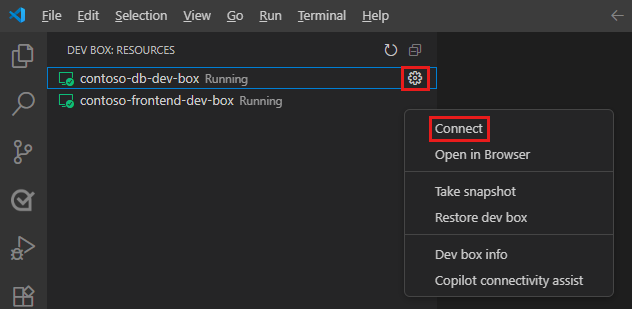 File Edit View Go Run Terminal Help
DEV BOX: RESOURCES
contoso-db-dev-box Running
contoso-frontend-dev-box Running
Connect
Open in Browser
Take snapshot
Restore dev box
Dev box info
Copilot connectivity assist